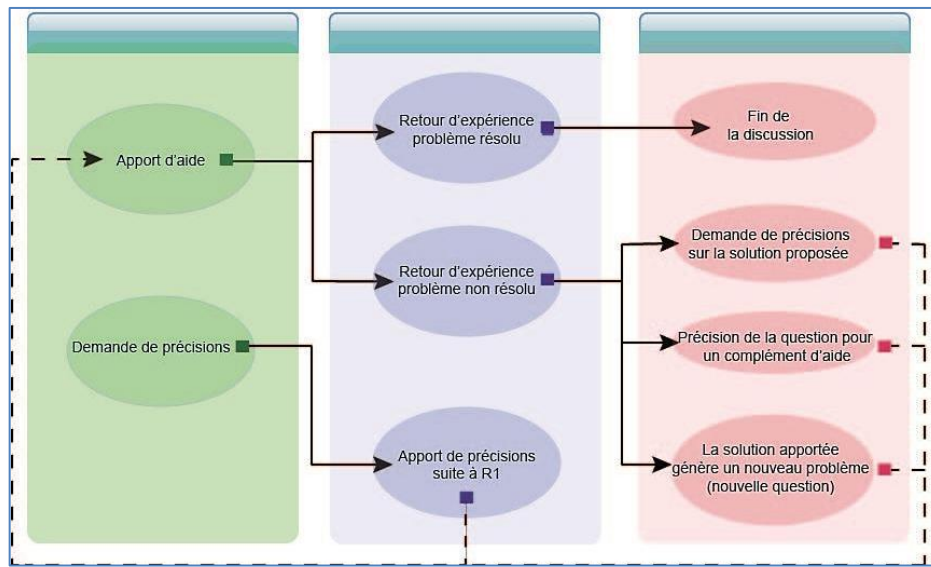 Apport d'aide
Demande de précisions
Retour d'expérience
problème résolu
Retour d'expérience
problème non résolu
Apport de précisions
suite à R1
Fin de
la discussion
Demande de précisions
sur la solution proposée
Précision de la question pour
un complément d'aide
La solution apportée
génère un nouveau problème
(nouvelle question)